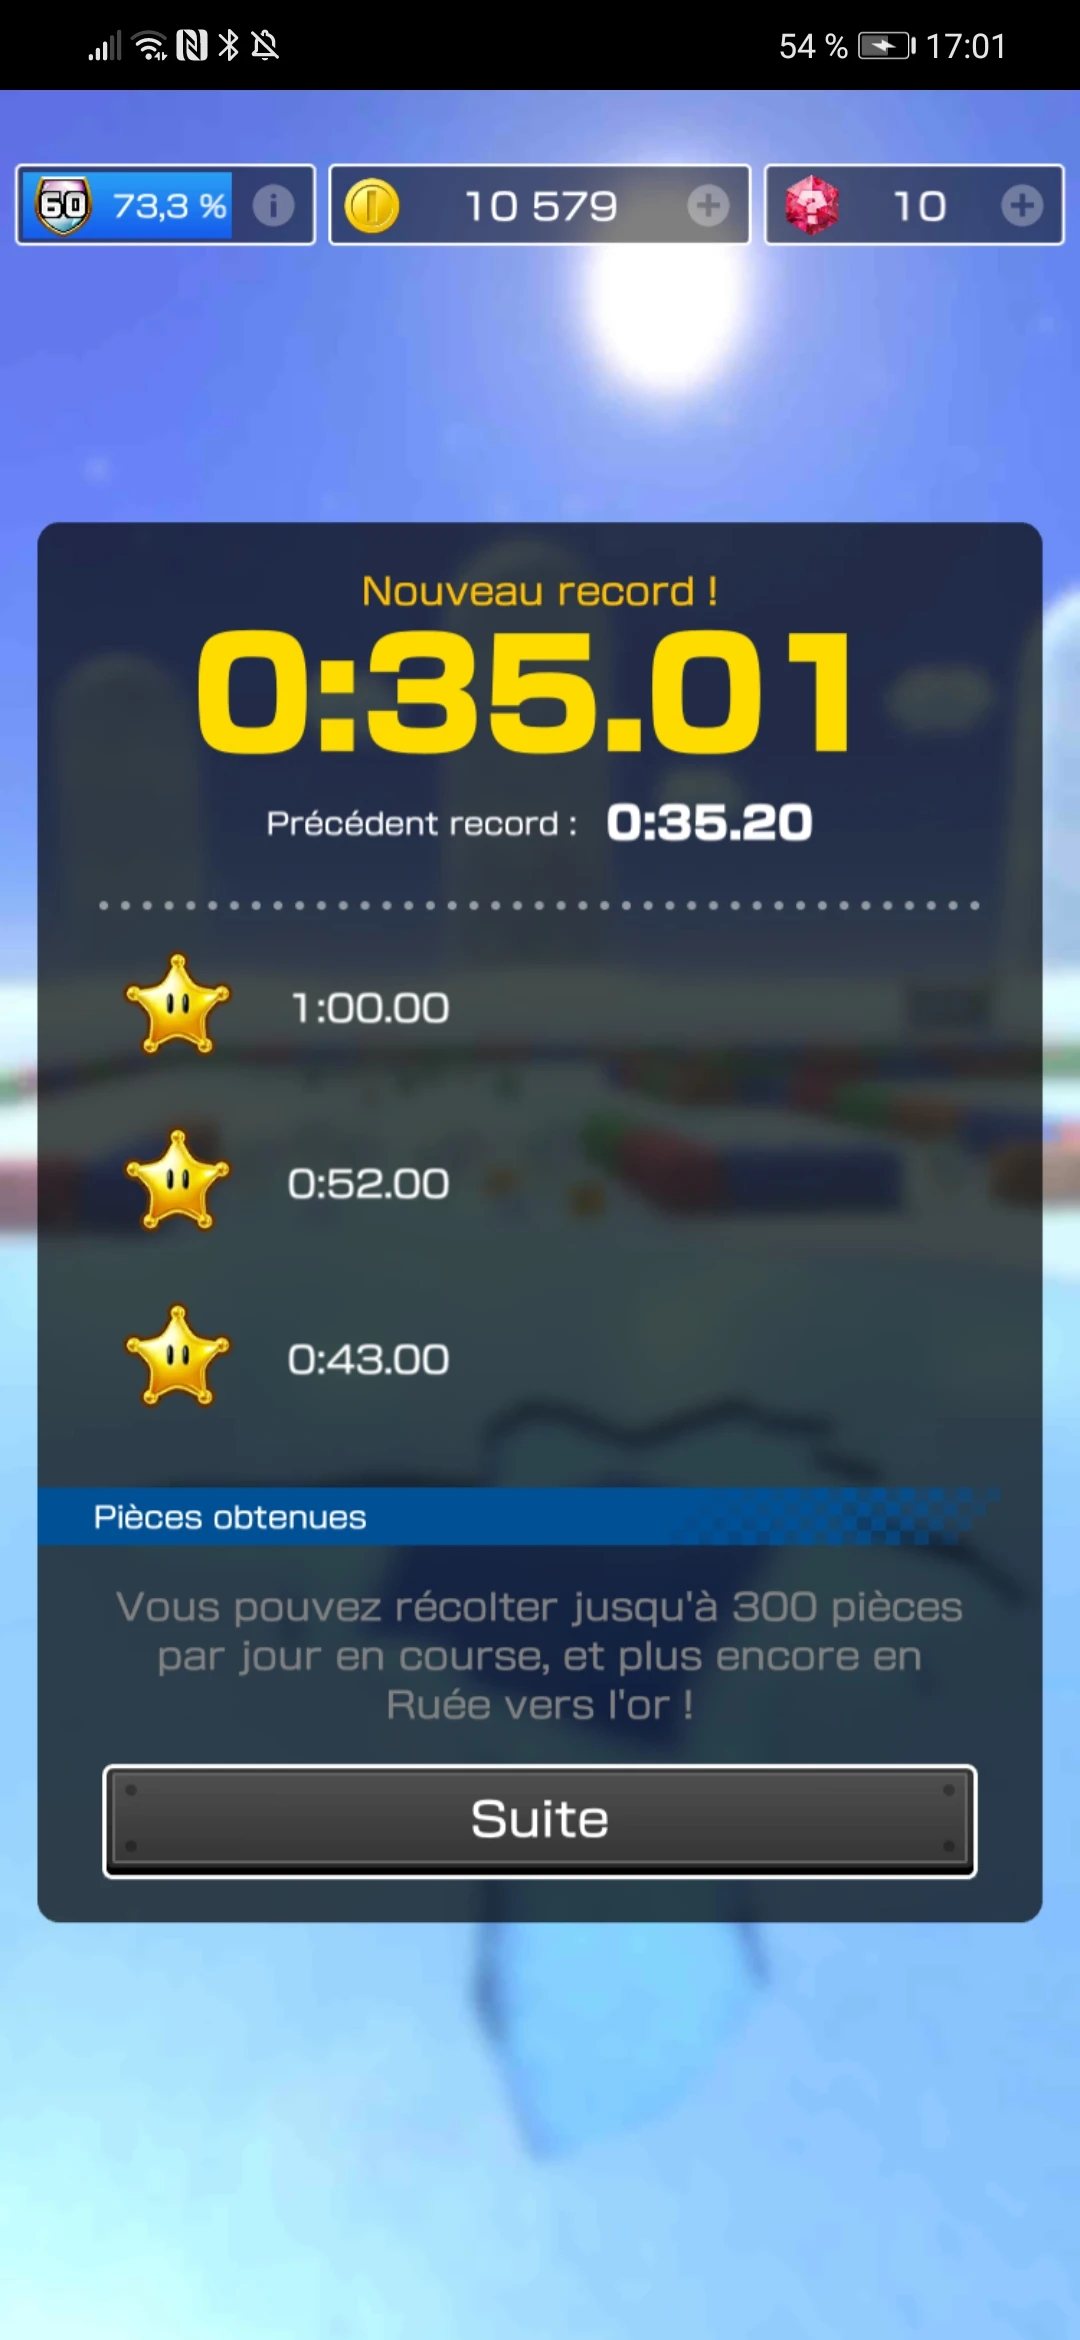 54 % 17:01
60 73,3 % 10 579 10
Nouveau record !
0:35.01
Précédent record : 0:35.20
1:00.00
0:52.00
0:43.00
Pièces obtenues
Vous pouvez récolter jusqu'à 300 pièces
par jour en course, et plus encore en
Ruée vers l'or !
Suite